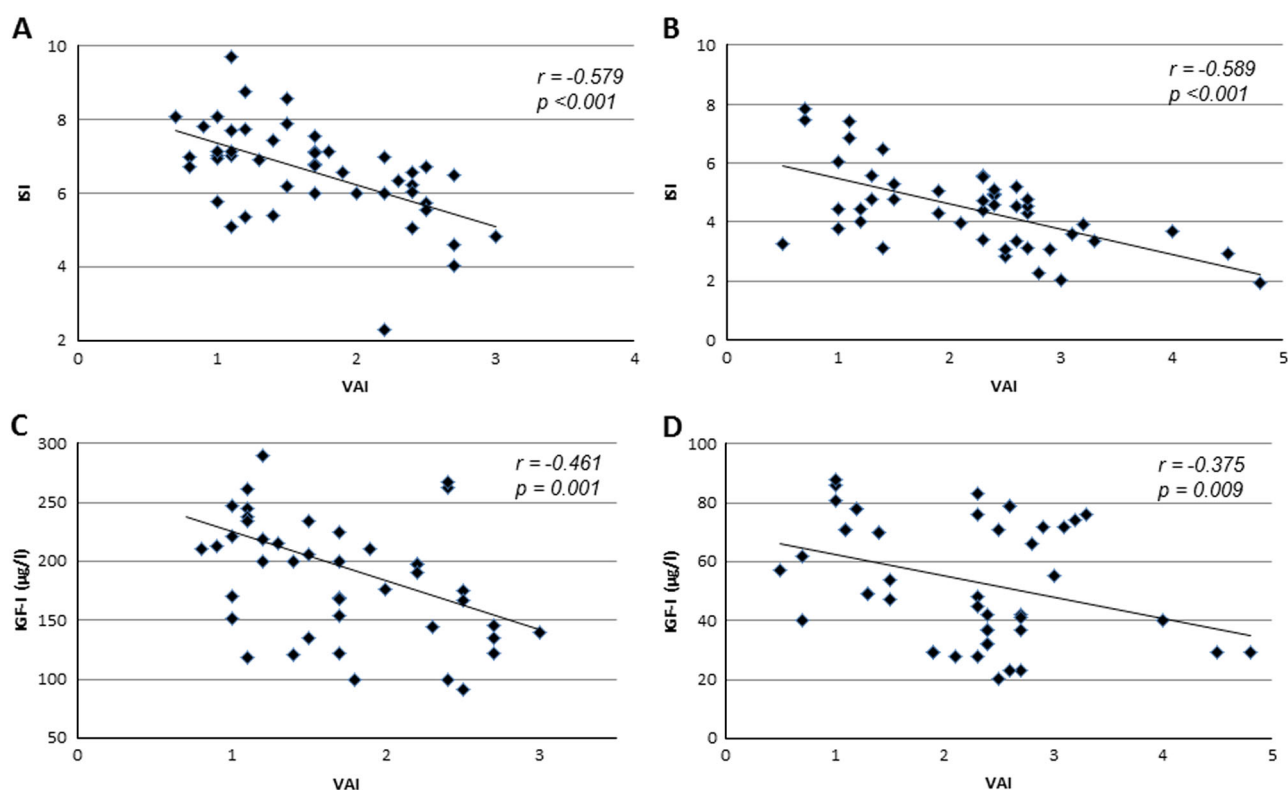 A
10
8
6
4
2
ISI
r = -0.579
p <0.001
0 1 2 3 4
VAI
B
10
8
6
4
2
0
ISI
r = -0.589
p <0.001
0 1 2 3 4 5
VAI
C
300
250
200
150
100
50
IGF-I (µg/l)
r = -0.461
p = 0.001
0 1 2 3
VAI
D
100
80
60
40
20
0
IGF-I (µg/l)
r = -0.375
p = 0.009
0 1 2 3 4 5
VAI